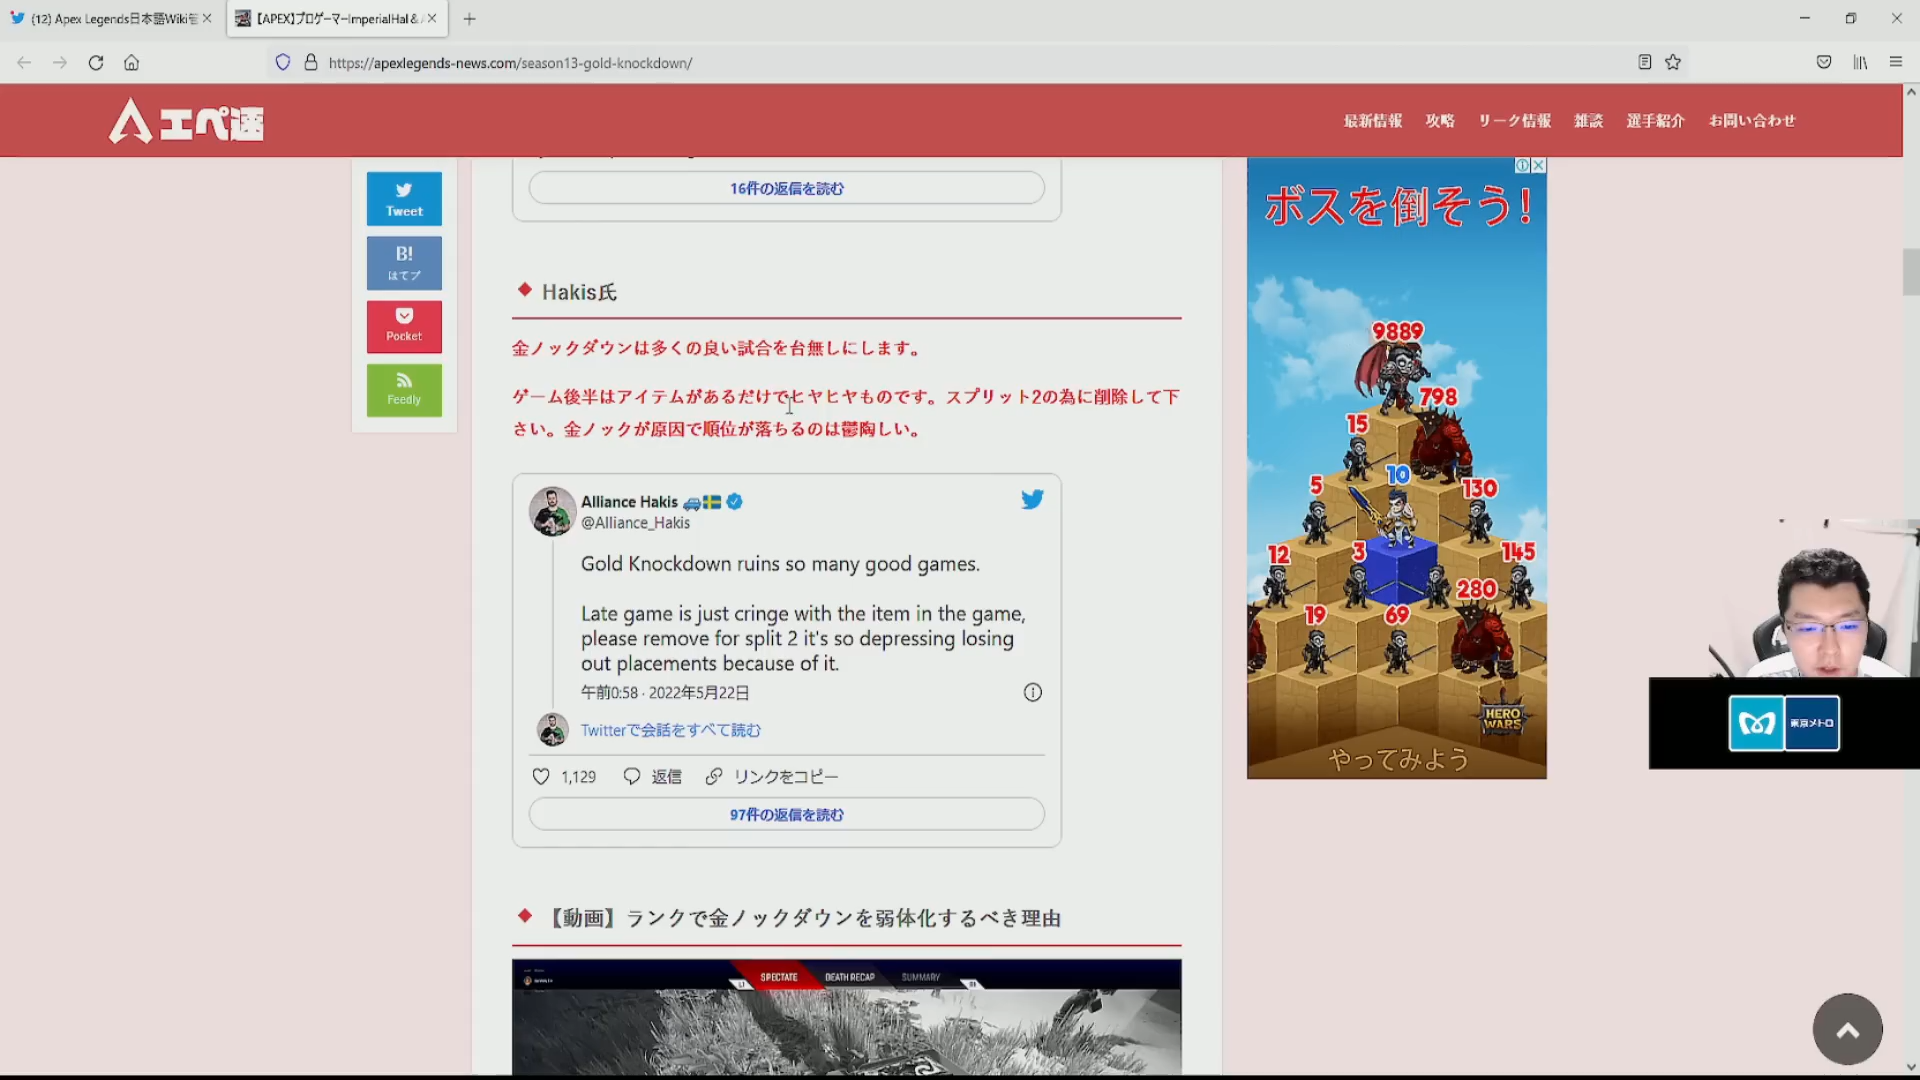 (12) Apex Legends日本語Wiki管
【APEX】プロゲーマーImperialHal &
https://apexlegends-news.com/season13-gold-knockdown/
エペ速
最新情報 攻略 リーク情報 雑談 選手紹介 お問い合わせ
Tweet
B!
はてブ
Pocket
Feedly
16件の返信を読む
Hakis氏
金ノックダウンは多くの良い試合を台無しにします。
ゲーム後半はアイテムがあるだけでヒヤヒヤものです。スプリット2の為に削除して下
さい。金ノックが原因で順位が落ちるのは鬱陶しい。
Alliance Hakis
@Alliance_Hakis
Gold Knockdown ruins so many good games.
Late game is just cringe with the item in the game,
please remove for split 2 it's so depressing losing
out placements because of it.
午前0:58 · 2022年5月22日
Twitterで会話をすべて読む
1,129 返信 リンクをコピー
97件の返信を読む
【動画】ランクで金ノックダウンを弱体化するべき理由
SPECTATE DEATH RECAP SUMMARY
ボスを倒そう!
9889
798
15
10
5
130
12
3
145
280
19
69
HERO
WARS
やってみよう
東京メトロ